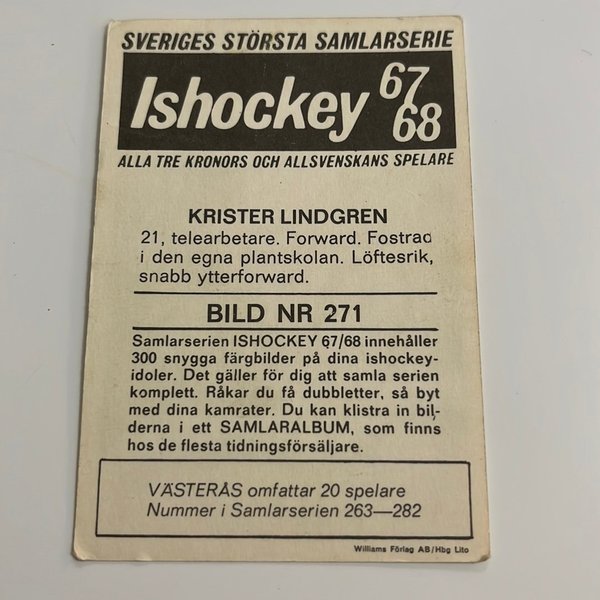 SVERIGES STÖRSTA SAMLARSERIE
Ishockey 67
68
ALLA TRE KRONORS OCH ALLSVENSKANS SPELARE
KRISTER LINDGREN
21, telearbetare. Forward. Fostrad
i den egna plantskolan. Löftesrik,
snabb ytterforward.
BILD NR 271
Samlarserien ISHOCKEY 67/68 innehåller
300 snygga färgbilder på dina ishockey-
idoler. Det gäller för dig att samla serien
komplett. Råkar du få dubbletter, så byt
med dina kamrater. Du kan klistra in bil-
derna i ett SAMLARALBUM, som finns
hos de flesta tidningsförsäljare.
VÄSTERÅS omfattar 20 spelare
Nummer i Samlarserien 263—282
Williams Förlag AB/Hbg Lito